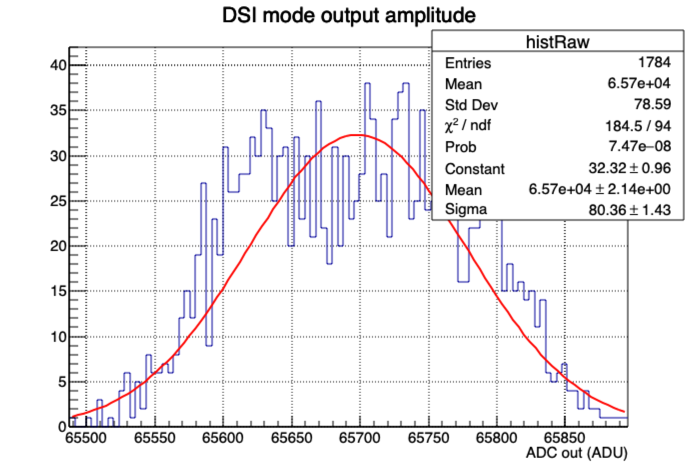 DSI mode output amplitude
histRaw
Entries 1784
Mean 6.57e+04
Std Dev 78.59
χ² / ndf 184.5 / 94
Prob 7.47e−08
Constant 32.32 ± 0.96
Mean 6.57e+04 ± 2.14e+00
Sigma 80.36 ± 1.43
40
35
30
25
20
15
10
5
0
65500 65550 65600 65650 65700 65750 65800 65850
ADC out (ADU)